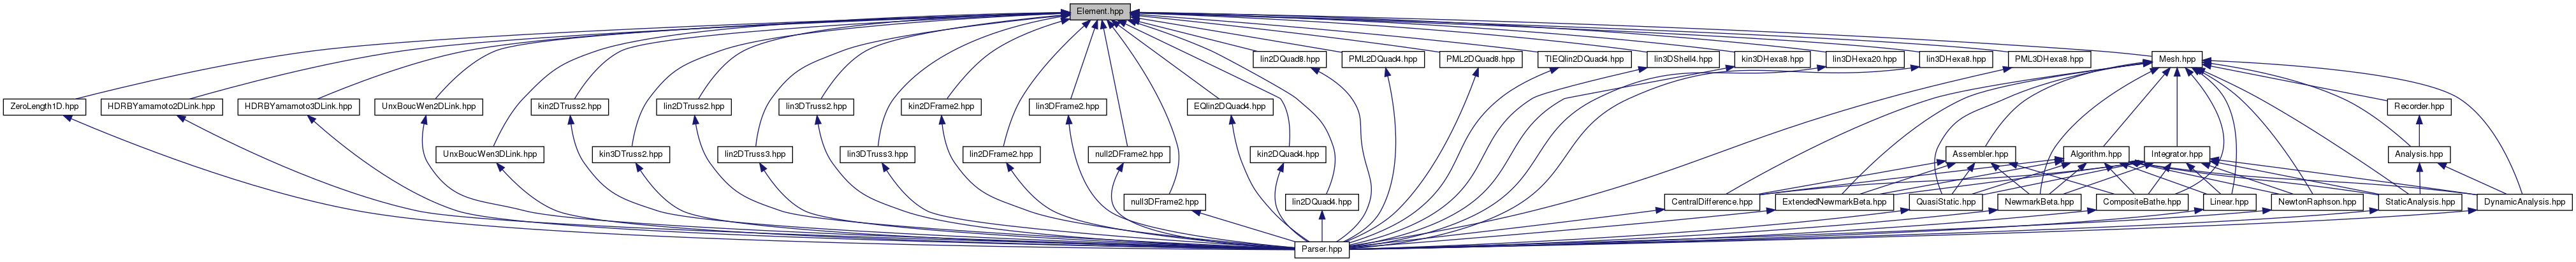 Element.hpp
lin2DQuad8.hpp
PML2DQuad4.hpp
PML2DQuad8.hpp
TIEQlin2DQuad4.hpp
lin3DShell4.hpp
kin3DHexa8.hpp
lin3DHexa20.hpp
lin3DHexa8.hpp
PML3DHexa8.hpp
Mesh.hpp
ZeroLength1D.hpp
HDRBYamamoto2DLink.hpp
HDRBYamamoto3DLink.hpp
UnxBoucWen2DLink.hpp
kin2DTruss2.hpp
lin2DTruss2.hpp
lin3DTruss2.hpp
kin2DFrame2.hpp
lin3DFrame2.hpp
EQlin2DQuad4.hpp
Recorder.hpp
UnxBoucWen3DLink.hpp
kin3DTruss2.hpp
lin2DTruss3.hpp
lin3DTruss3.hpp
lin2DFrame2.hpp
null2DFrame2.hpp
kin2DQuad4.hpp
Assembler.hpp
Algorithm.hpp
Integrator.hpp
Analysis.hpp
null3DFrame2.hpp
lin2DQuad4.hpp
CentralDifference.hpp
ExtendedNewmarkBeta.hpp
QuasiStatic.hpp
NewmarkBeta.hpp
CompositeBathe.hpp
Linear.hpp
NewtonRaphson.hpp
StaticAnalysis.hpp
DynamicAnalysis.hpp
Parser.hpp